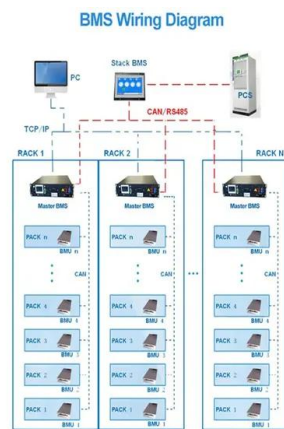 BMS Wiring Diagram
PC
Stack BMS
PCS
CAN/RS485
TCP/IP
RACK 1
RACK 2
RACK N
Master BMS
Master BMS
Master BMS
PACK n
BMU n
PACK n
BMU n
PACK n
BMU n
CAN
CAN
CAN
PACK 4
BMU 4
PACK 4
BMU 4
PACK 4
BMU 4
PACK 3
BMU 3
PACK 3
BMU 3
PACK 3
BMU 3
PACK 2
BMU 2
PACK 2
BMU 2
PACK 2
BMU 2
PACK 1
BMU 1
PACK 1
BMU 1
PACK 1
BMU 1